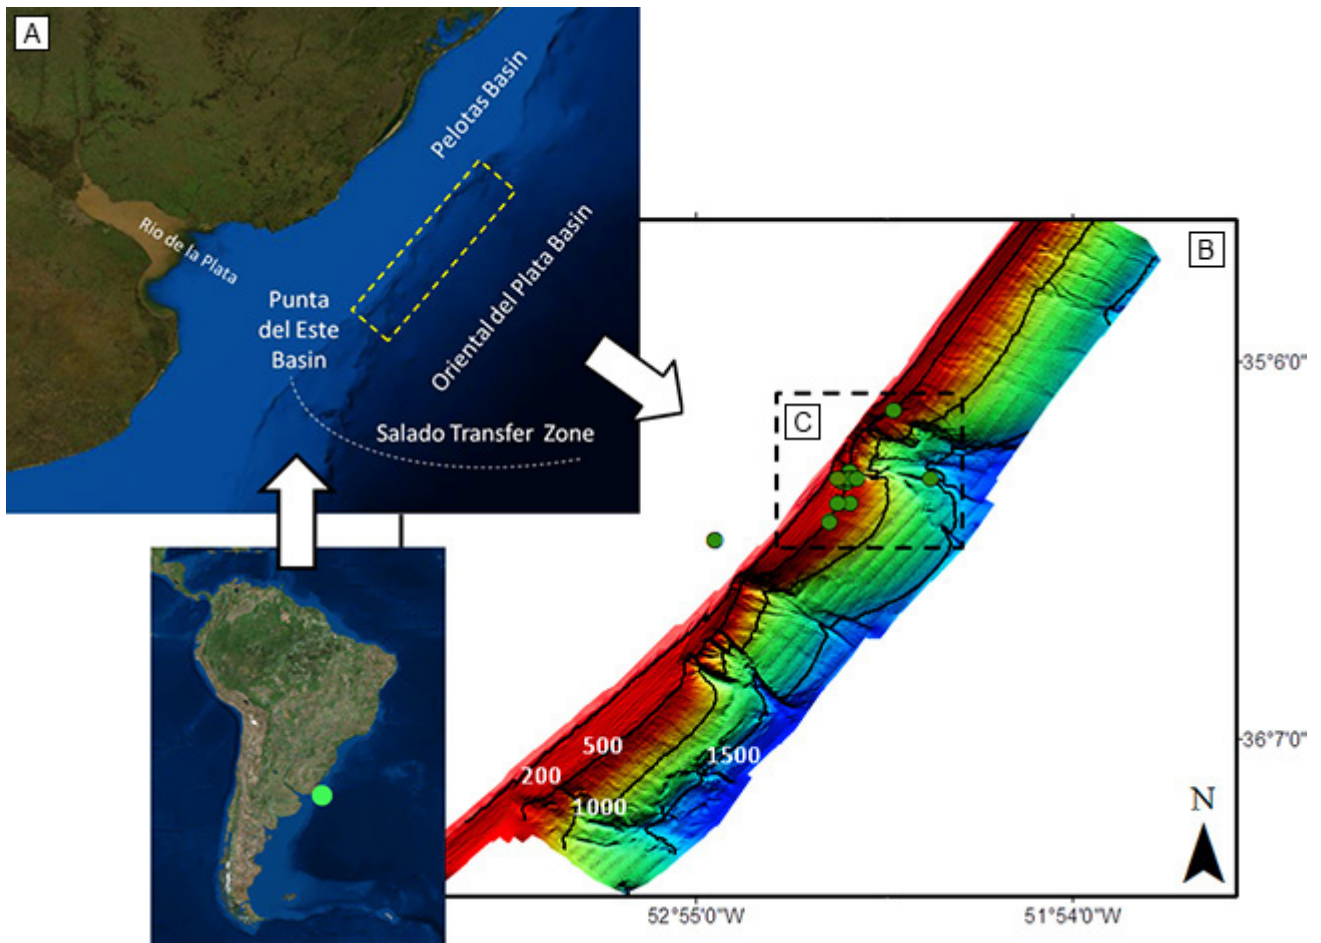 A
Pelotas Basin
Rio de la Plata
Oriental del Plata Basin
Punta
del Este
Basin
Salado Transfer Zone
B
35°6'0"
C
500
200
1000
1500
36°7'0"
N
52°55'0"W
51°54'0"W